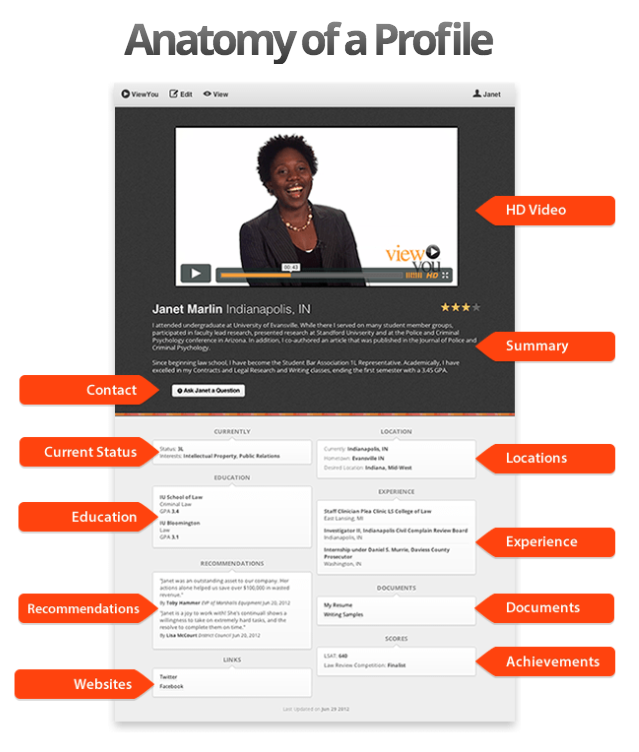 Anatomy of a Profile
ViewYou Edit View Janet
00:43
view
you
HD
HD Video
Janet Marlin Indianapolis, IN
I attended undergraduate at University of Evansville. While there I served on many student member groups,
participated in faculty lead research, presented research at Standford Univserity and at the Police and Criminal
Psychology conference in Arizona. In addition, I co-authored an article that was published in the Journal of Police and
Criminal Psychology.
Summary
Since beginning law school, I have become the Student Bar Association 1L Representative. Academically, I have
excelled in my Contracts and Legal Research and Writing classes, ending the first semester with a 3.45 GPA.
Contact
Ask Janet a Question
CURRENTLY
Current Status
Status: 3L
Interests: Intellectual Property, Public Relations
LOCATION
Currently: Indianapolis, IN
Hometown: Evansville IN
Desired Location: Indiana, Mid-West
Locations
EDUCATION
Education
IU School of Law
Criminal Law
GPA 3.4
IU Bloomington
Law
GPA 3.1
EXPERIENCE
Staff Clinician Plea Clinic LS College of Law
East Lansing, MI
Investigator II, Indianapolis Civil Complain Review Board
Indianapolis, IN
Internship under Daniel S. Murrie, Daviess County
Prosecutor
Washington, IN
Experience
RECOMMENDATIONS
Recommendations
"Janet was an outstanding asset to our company. Her
actions alone helped us save over $100,000 in wasted
revenue."
By Toby Hammer EVP of Merchan's Equipment Jun 20, 2012
"Janet is a joy to work with! She's continuall shows a
willingness to take on extremely hard tasks, and the
resolve to complete them on-time."
By Lisa McCourt District Council Jun 20, 2012
DOCUMENTS
My Resume
Writing Samples
Documents
SCORES
LSAT: 640
Law Review Competition: Finalist
Achievements
LINKS
Websites
Twitter
Facebook
Last Updated on Jun 20 2012